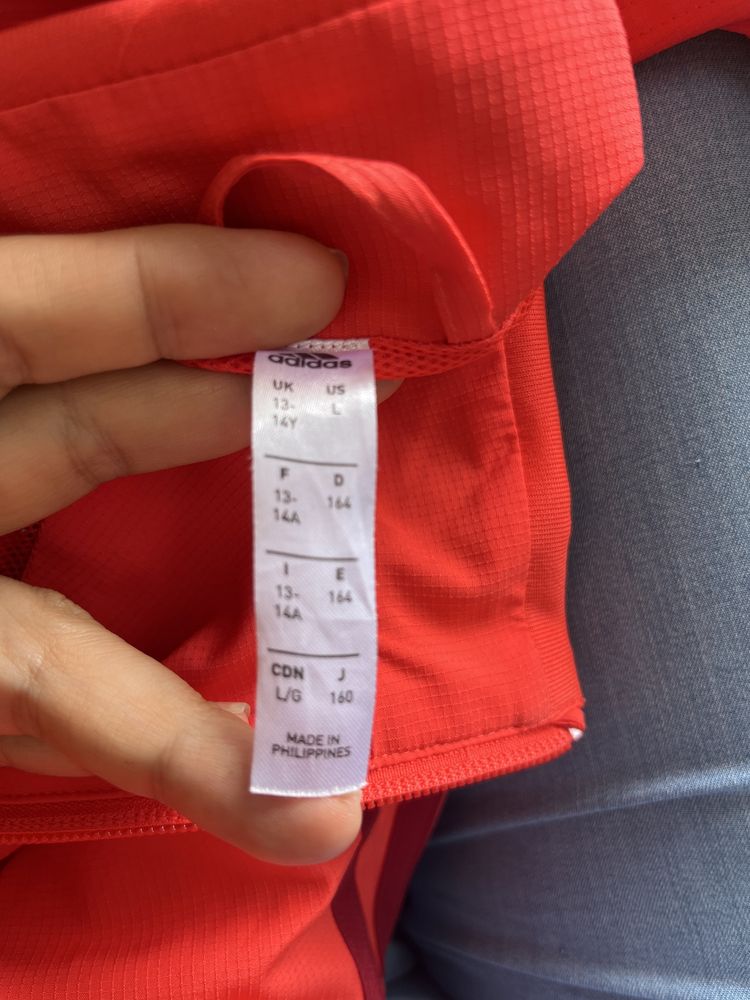 adidas
UK US
13- L
14Y
F D
13- 164
14A
I E
13- 164
14A
CDN J
L/G 160
MADE IN
PHILIPPINES